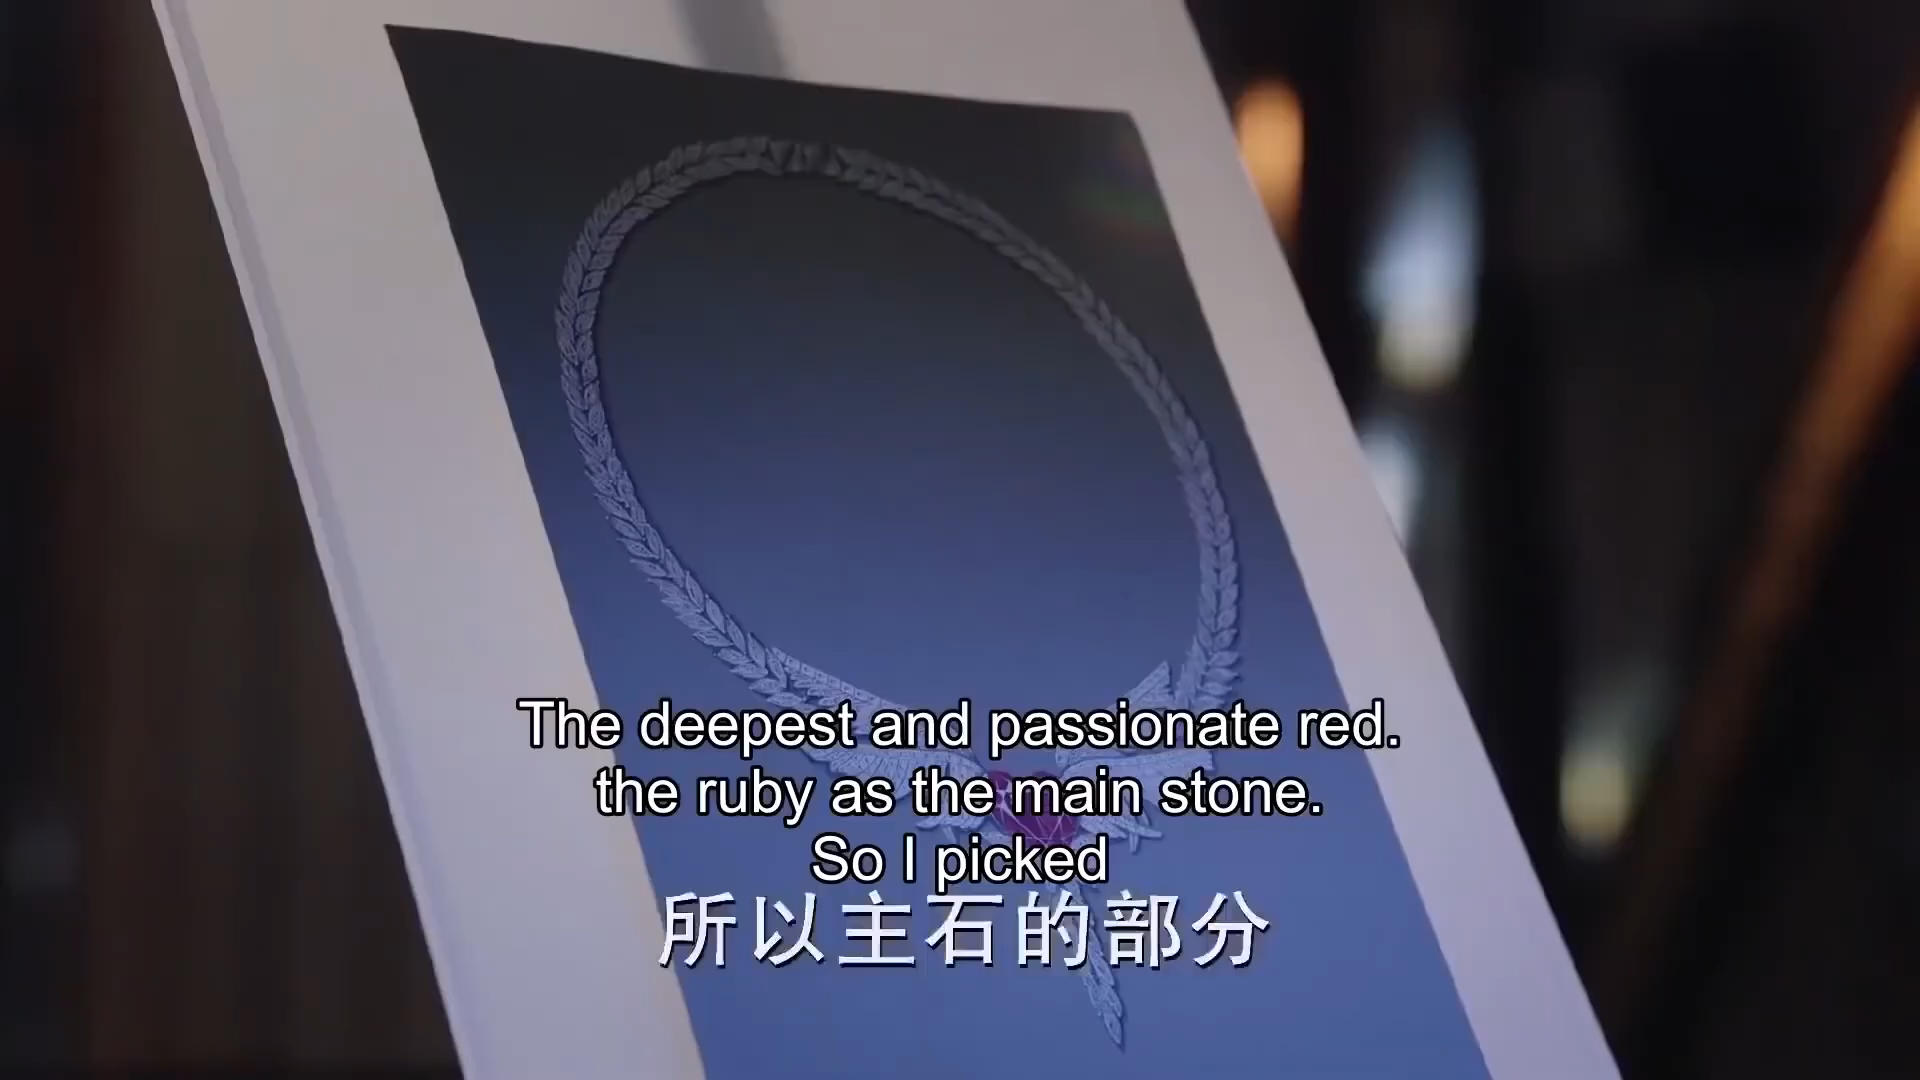 The deepest and passionate red.
the ruby as the main stone.
So I picked
所以主石的部分